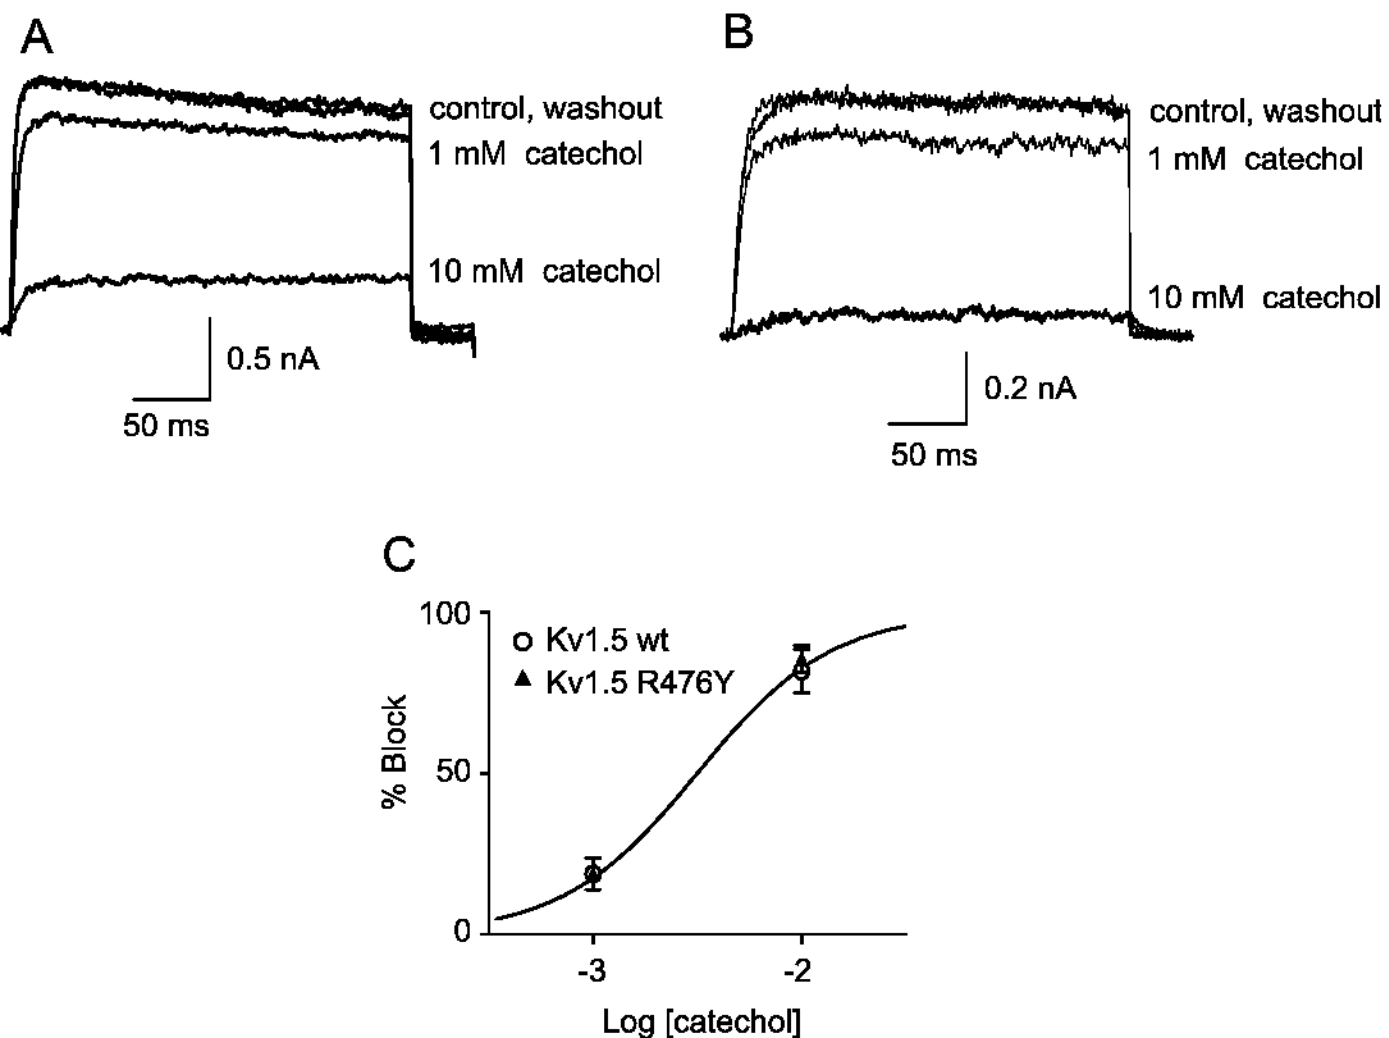 A
control, washout
1 mM catechol
10 mM catechol
0.5 nA
50 ms
B
control, washout
1 mM catechol
10 mM catechol
0.2 nA
50 ms
C
100
Kv1.5 wt
Kv1.5 R476Y
50
% Block
0
-3
-2
Log [catechol]